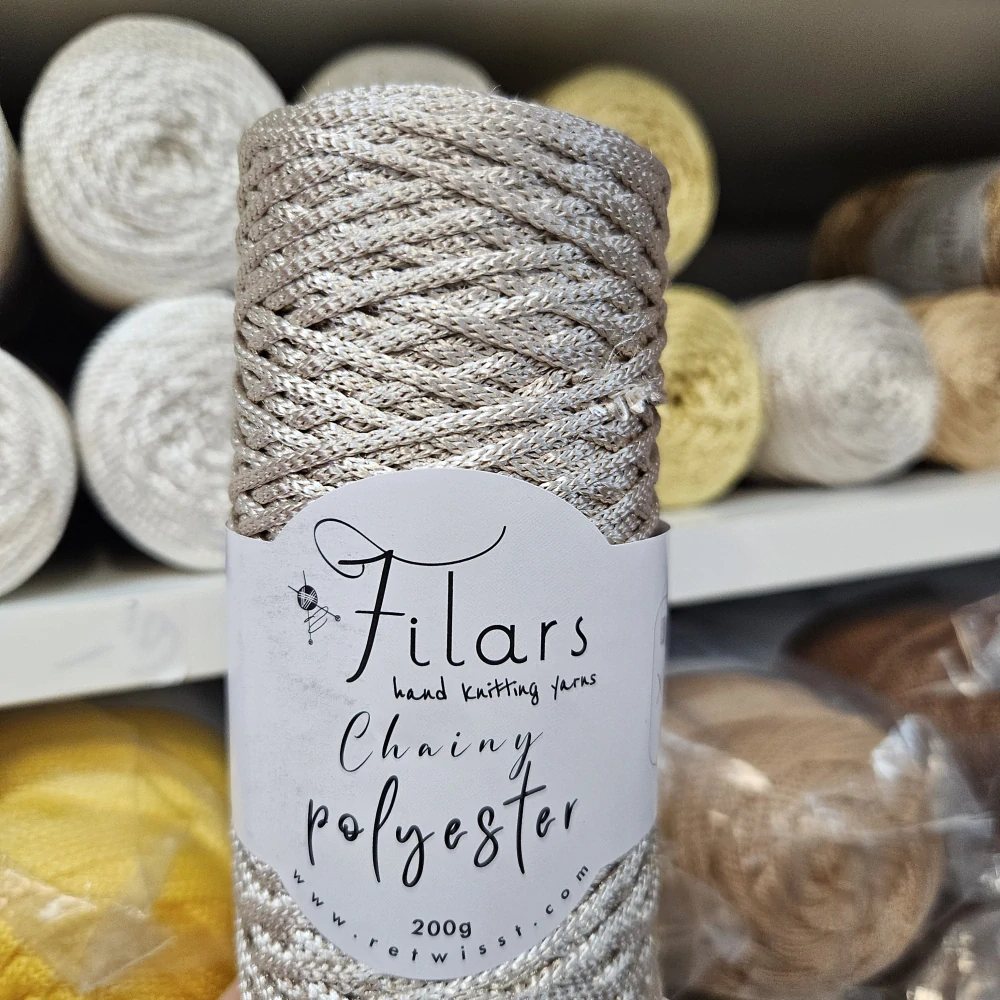 Filars
hand knitting yarns
Chainy
polyester
200g
www.retwisst.com